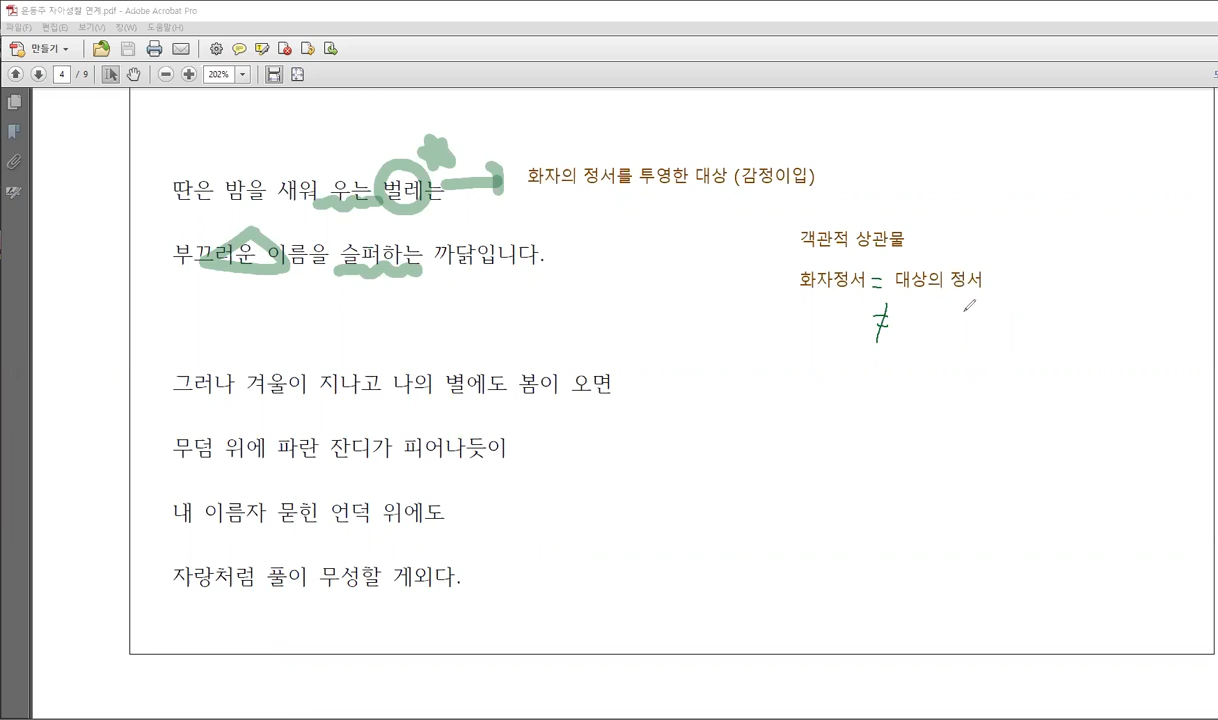 윤동주 자아성찰 연계.pdf - Adobe Acrobat Pro
파일(F) 편집(E) 보기(V) 창(W) 도움말(H)
만들기
4 / 9 202%
딴은 밤을 새워 우는 벌레는
화자의 정서를 투영한 대상 (감정이입)
부끄러운 이름을 슬퍼하는 까닭입니다.
객관적 상관물
화자정서 = 대상의 정서
≠
그러나 겨울이 지나고 나의 별에도 봄이 오면
무덤 위에 파란 잔디가 피어나듯이
내 이름자 묻힌 언덕 위에도
자랑처럼 풀이 무성할 게외다.